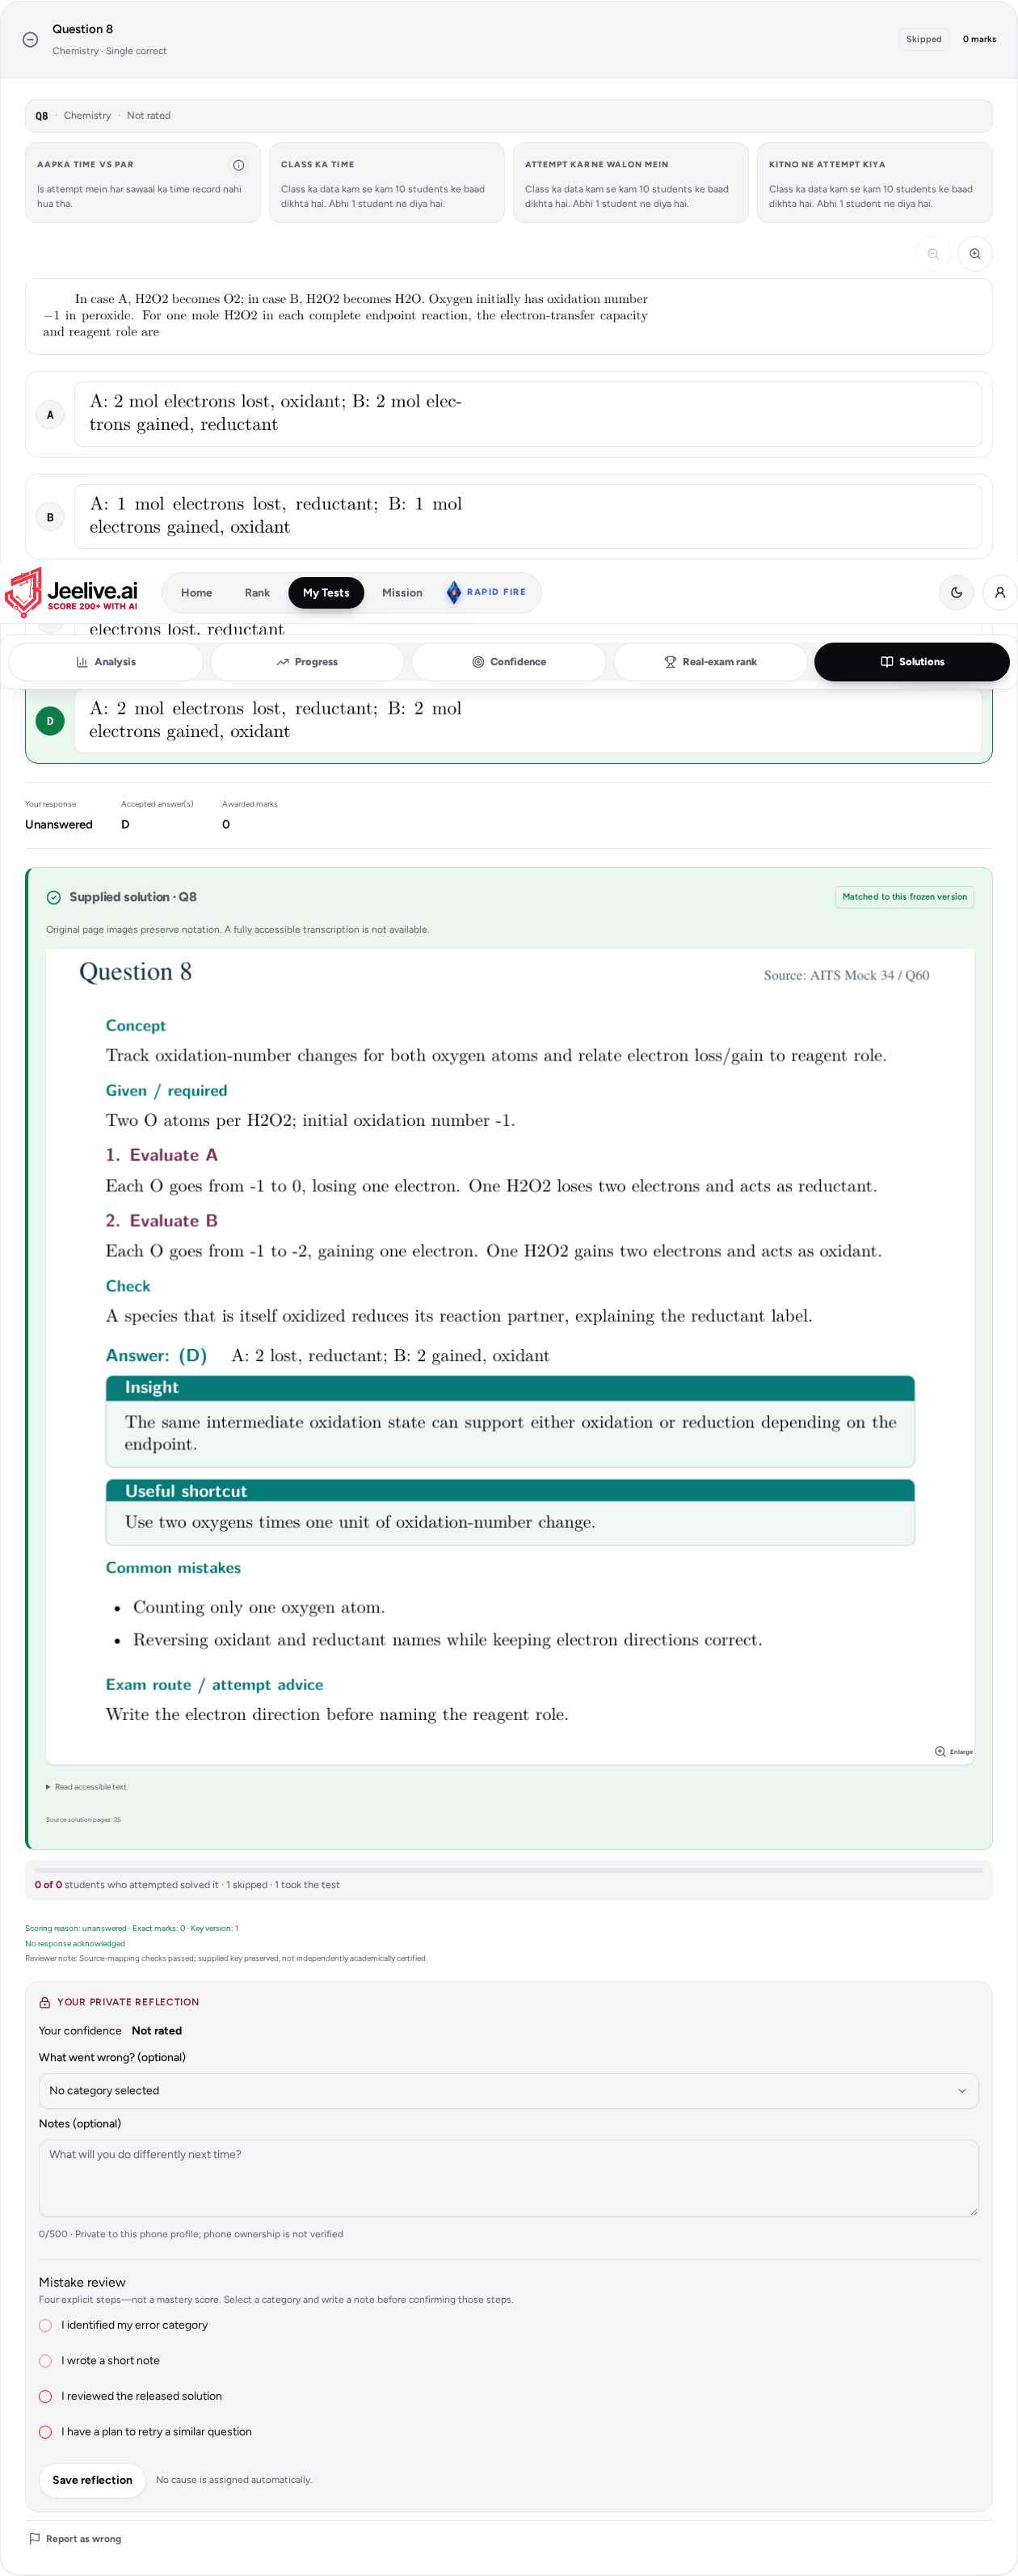 Question 8
Chemistry · Single correct
Skipped
0 marks
Q8 · Chemistry · Not rated
AAPKA TIME VS PAR
Is attempt mein har sawaal ka time record nahi
hua tha.
CLASS KA TIME
Class ka data kam se kam 10 students ke baad
dikhta hai. Abhi 1 student ne diya hai.
ATTEMPT KARNE WALON MEIN
Class ka data kam se kam 10 students ke baad
dikhta hai. Abhi 1 student ne diya hai.
KITNO NE ATTEMPT KIYA
Class ka data kam se kam 10 students ke baad
dikhta hai. Abhi 1 student ne diya hai.
In case A, H2O2 becomes O2; in case B, H2O2 becomes H2O. Oxygen initially has oxidation number
−1 in peroxide. For one mole H2O2 in each complete endpoint reaction, the electron-transfer capacity
and reagent role are
A
A: 2 mol electrons lost, oxidant; B: 2 mol elec-
trons gained, reductant
B
A: 1 mol electrons lost, reductant; B: 1 mol
electrons gained, oxidant
Jeelive.ai
SCORE 200+ WITH AI
Home
Rank
My Tests
Mission
RAPID FIRE
electrons lost, reductant
Analysis
Progress
Confidence
Real-exam rank
Solutions
D
A: 2 mol electrons lost, reductant; B: 2 mol
electrons gained, oxidant
Your response
Unanswered
Accepted answer(s)
D
Awarded marks
0
Supplied solution · Q8
Matched to this frozen version
Original page images preserve notation. A fully accessible transcription is not available.
Question 8
Source: AITS Mock 34 / Q60
Concept
Track oxidation-number changes for both oxygen atoms and relate electron loss/gain to reagent role.
Given / required
Two O atoms per H2O2; initial oxidation number -1.
1. Evaluate A
Each O goes from -1 to 0, losing one electron. One H2O2 loses two electrons and acts as reductant.
2. Evaluate B
Each O goes from -1 to -2, gaining one electron. One H2O2 gains two electrons and acts as oxidant.
Check
A species that is itself oxidized reduces its reaction partner, explaining the reductant label.
Answer: (D) A: 2 lost, reductant; B: 2 gained, oxidant
Insight
The same intermediate oxidation state can support either oxidation or reduction depending on the
endpoint.
Useful shortcut
Use two oxygens times one unit of oxidation-number change.
Common mistakes
• Counting only one oxygen atom.
• Reversing oxidant and reductant names while keeping electron directions correct.
Exam route / attempt advice
Write the electron direction before naming the reagent role.
Enlarge
Read accessible text
Source solution pages: 25
0 of 0 students who attempted solved it · 1 skipped · 1 took the test
Scoring reason: unanswered · Exact marks: 0 · Key version: 1
No response acknowledged
Reviewer note: Source-mapping checks passed; supplied key preserved, not independently academically certified.
YOUR PRIVATE REFLECTION
Your confidence Not rated
What went wrong? (optional)
No category selected
Notes (optional)
What will you do differently next time?
0/500 · Private to this phone profile; phone ownership is not verified
Mistake review
Four explicit steps—not a mastery score. Select a category and write a note before confirming those steps.
I identified my error category
I wrote a short note
I reviewed the released solution
I have a plan to retry a similar question
Save reflection
No cause is assigned automatically.
Report as wrong